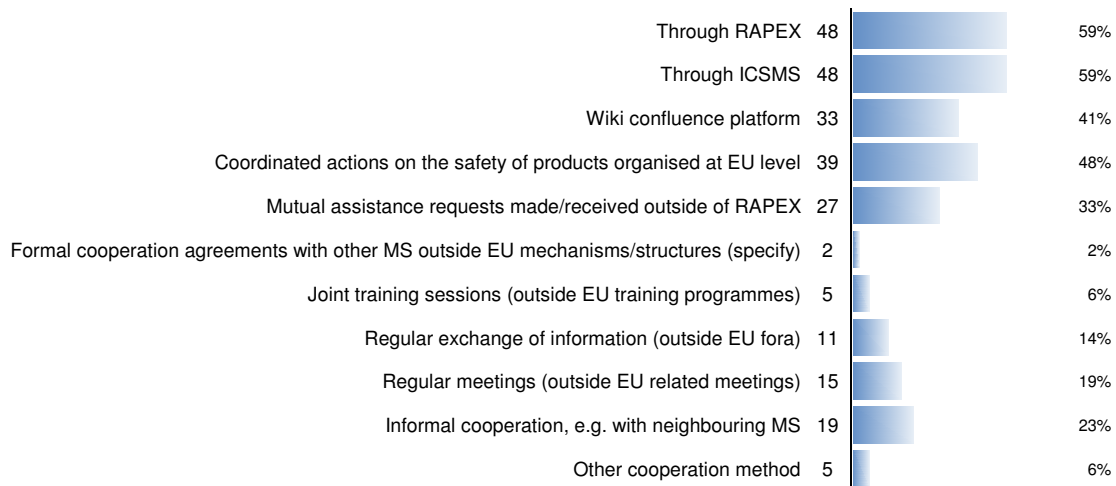 Through RAPEX 48 59%
Through ICSMS 48 59%
Wiki confluence platform 33 41%
Coordinated actions on the safety of products organised at EU level 39 48%
Mutual assistance requests made/received outside of RAPEX 27 33%
Formal cooperation agreements with other MS outside EU mechanisms/structures (specify) 2 2%
Joint training sessions (outside EU training programmes) 5 6%
Regular exchange of information (outside EU fora) 11 14%
Regular meetings (outside EU related meetings) 15 19%
Informal cooperation, e.g. with neighbouring MS 19 23%
Other cooperation method 5 6%